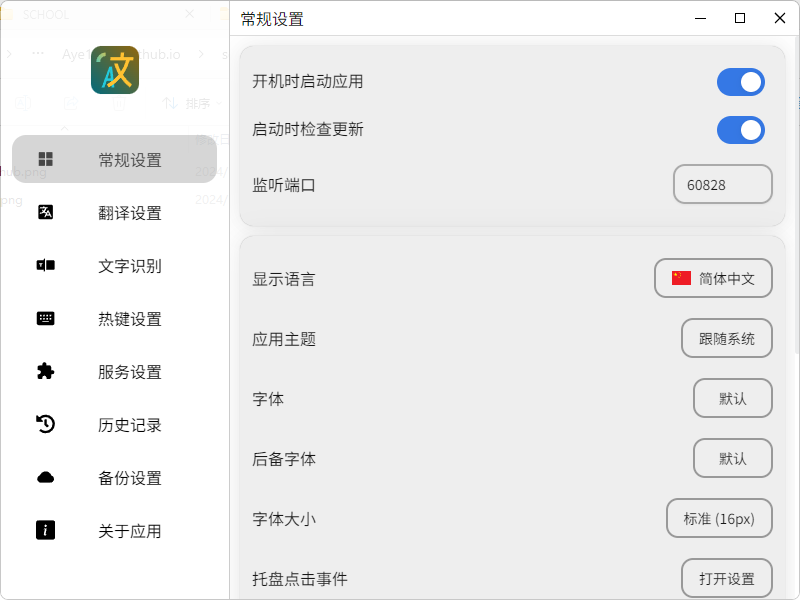 常规设置
SCHOOL
hub.io
排序
常规设置
翻译设置
文字识别
热键设置
服务设置
历史记录
备份设置
关于应用
开机时启动应用
启动时检查更新
监听端口 60828
显示语言 简体中文
应用主题 跟随系统
字体 默认
后备字体 默认
字体大小 标准 (16px)
托盘点击事件 打开设置